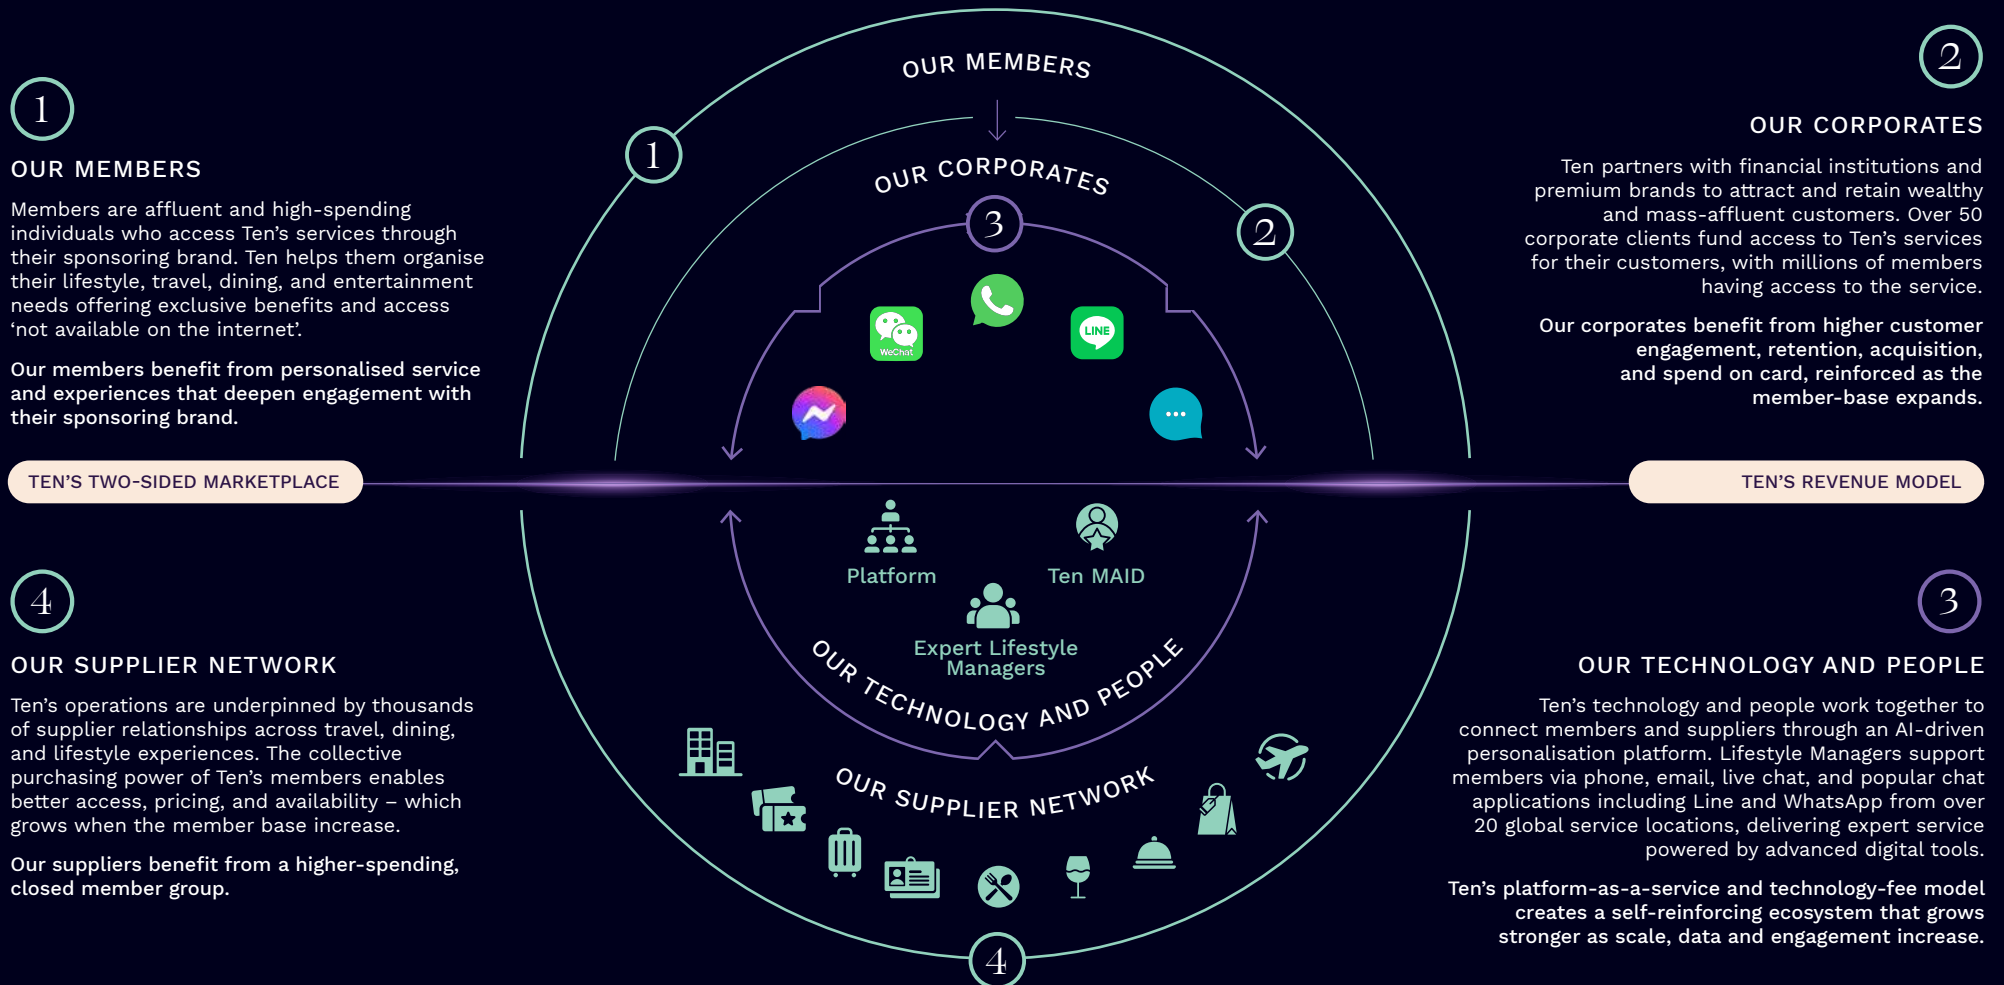 1
OUR MEMBERS
Members are affluent and high-spending
individuals who access Ten’s services through
their sponsoring brand. Ten helps them organise
their lifestyle, travel, dining, and entertainment
needs offering exclusive benefits and access
‘not available on the internet’.
Our members benefit from personalised service
and experiences that deepen engagement with
their sponsoring brand.
TEN’S TWO-SIDED MARKETPLACE
4
OUR SUPPLIER NETWORK
Ten’s operations are underpinned by thousands
of supplier relationships across travel, dining,
and lifestyle experiences. The collective
purchasing power of Ten’s members enables
better access, pricing, and availability – which
grows when the member base increase.
Our suppliers benefit from a higher-spending,
closed member group.
OUR MEMBERS
1
OUR CORPORATES
3
2
WeChat
LINE
Platform
Ten MAID
Expert Lifestyle
Managers
OUR TECHNOLOGY AND PEOPLE
OUR SUPPLIER NETWORK
4
2
OUR CORPORATES
Ten partners with financial institutions and
premium brands to attract and retain wealthy
and mass-affluent customers. Over 50
corporate clients fund access to Ten’s services
for their customers, with millions of members
having access to the service.
Our corporates benefit from higher customer
engagement, retention, acquisition,
and spend on card, reinforced as the
member-base expands.
TEN’S REVENUE MODEL
3
OUR TECHNOLOGY AND PEOPLE
Ten’s technology and people work together to
connect members and suppliers through an AI-driven
personalisation platform. Lifestyle Managers support
members via phone, email, live chat, and popular chat
applications including Line and WhatsApp from over
20 global service locations, delivering expert service
powered by advanced digital tools.
Ten’s platform-as-a-service and technology-fee model
creates a self-reinforcing ecosystem that grows
stronger as scale, data and engagement increase.